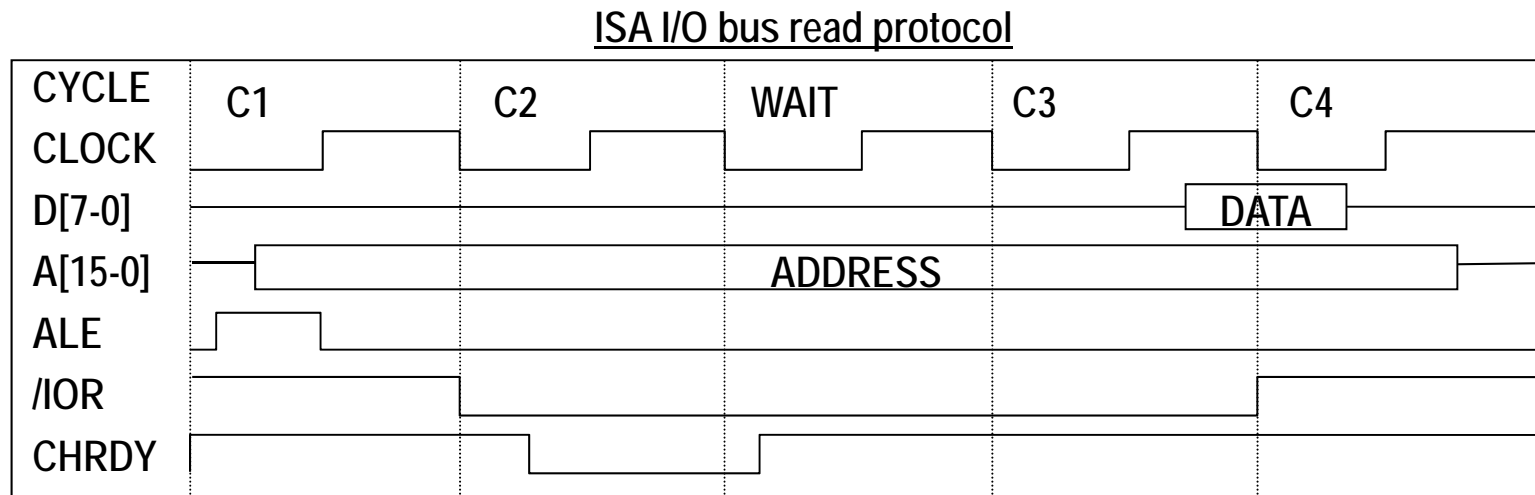 ISA I/O bus read protocol
CYCLE C1 C2 WAIT C3 C4
CLOCK
D[7-0] DATA
A[15-0] ADDRESS
ALE
/IOR
CHRDY